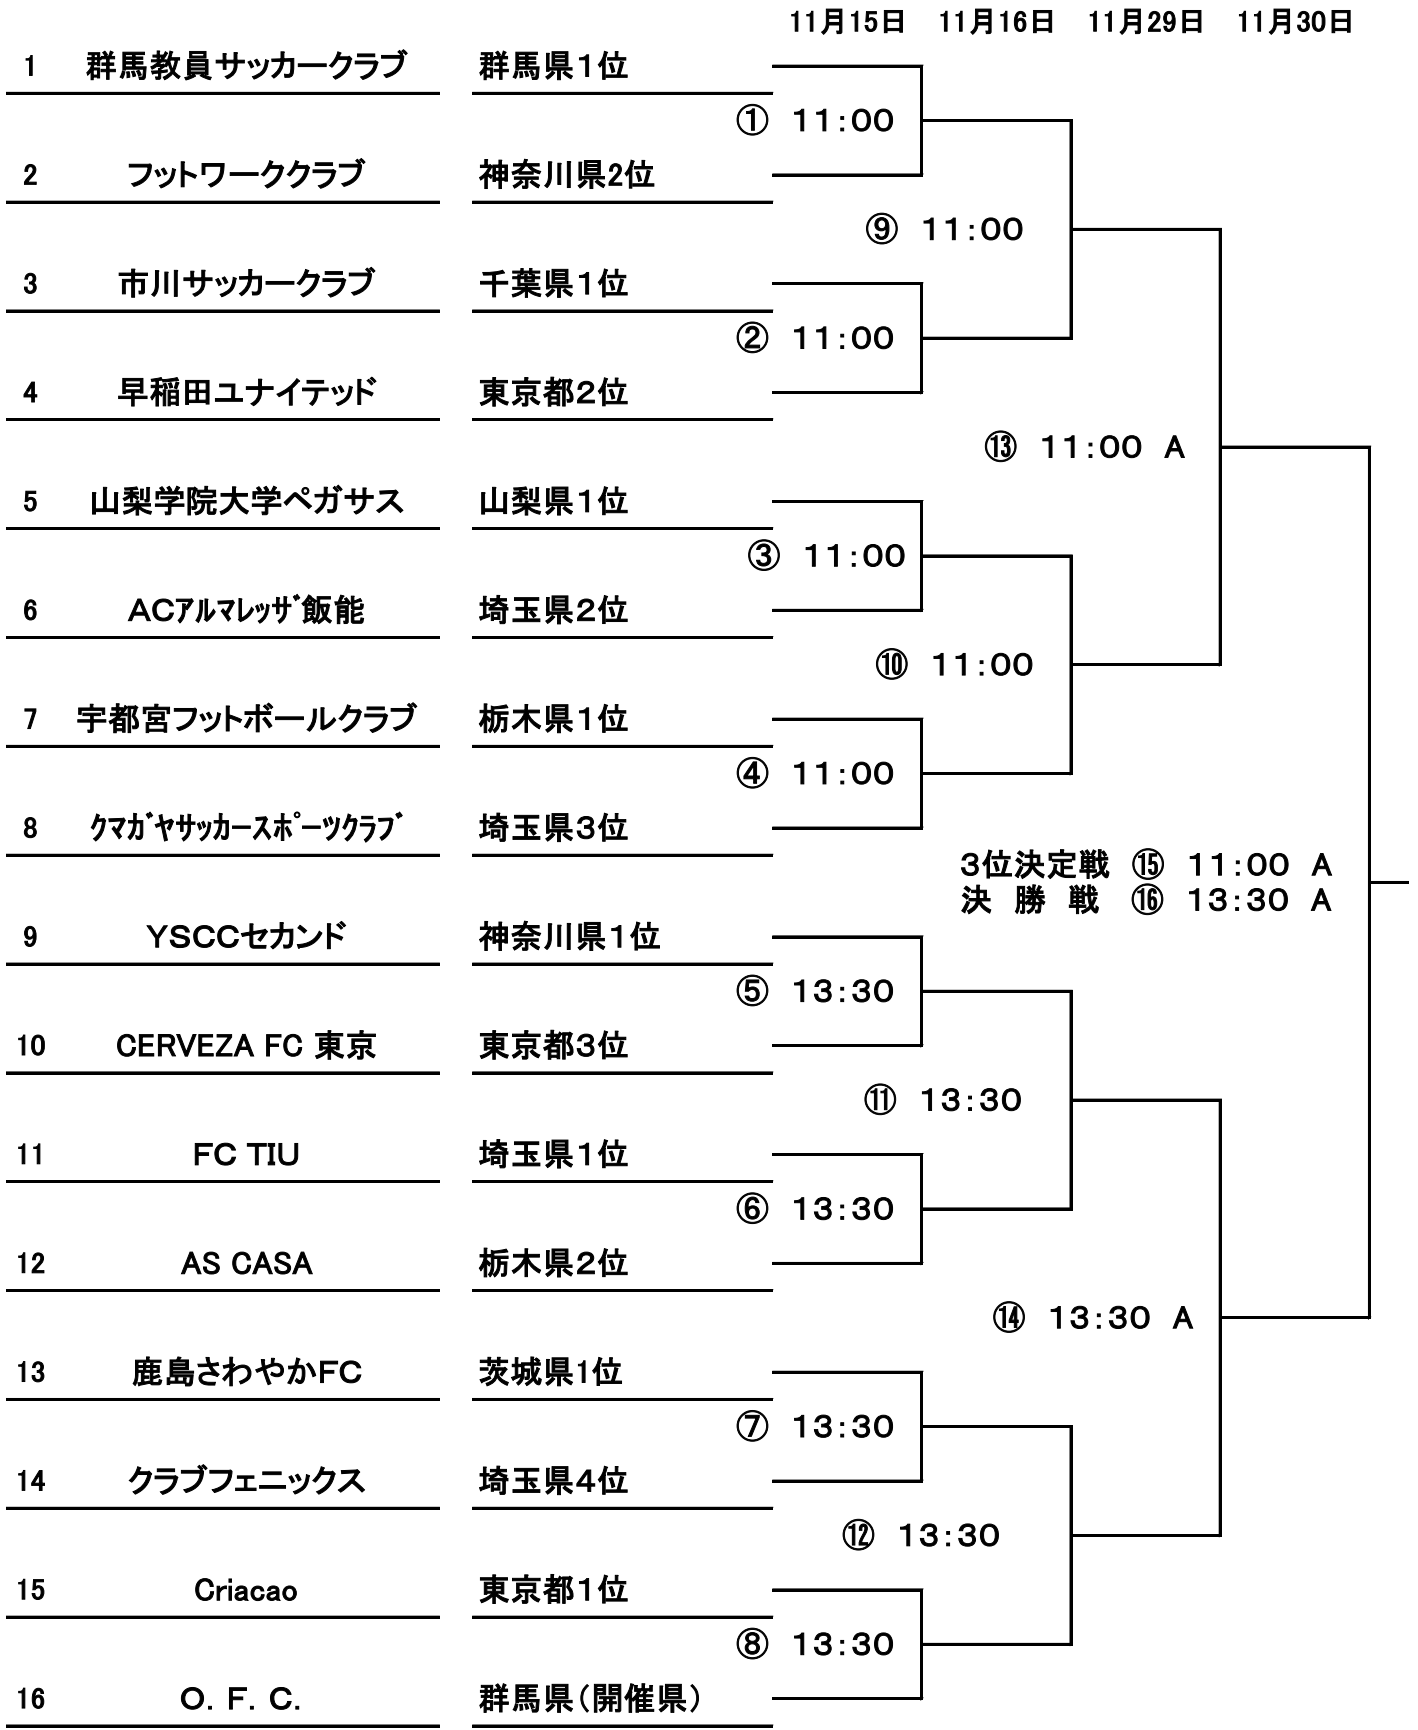 11月15日 11月16日 11月29日 11月30日
1 群馬教員サッカークラブ 群馬県1位
① 11:00
2 フットワーククラブ 神奈川県2位
⑨ 11:00
3 市川サッカークラブ 千葉県1位
② 11:00
4 早稲田ユナイテッド 東京都2位
⑬ 11:00 A
5 山梨学院大学ペガサス 山梨県1位
③ 11:00
6 ACｱﾙﾏﾚｯｻﾞ飯能 埼玉県2位
⑩ 11:00
7 宇都宮フットボールクラブ 栃木県1位
④ 11:00
8 ｸﾏｶﾞﾔｻｯｶｰｽﾎﾟｰﾂｸﾗﾌﾞ 埼玉県3位
3位決定戦 ⑮ 11:00 A
決 勝 戦 ⑯ 13:30 A
9 YSCCセカンド 神奈川県1位
⑤ 13:30
10 CERVEZA FC 東京 東京都3位
⑪ 13:30
11 FC TIU 埼玉県1位
⑥ 13:30
12 AS CASA 栃木県2位
⑭ 13:30 A
13 鹿島さわやかFC 茨城県1位
⑦ 13:30
14 クラブフェニックス 埼玉県4位
⑫ 13:30
15 Criacao 東京都1位
⑧ 13:30
16 O. F. C. 群馬県(開催県)